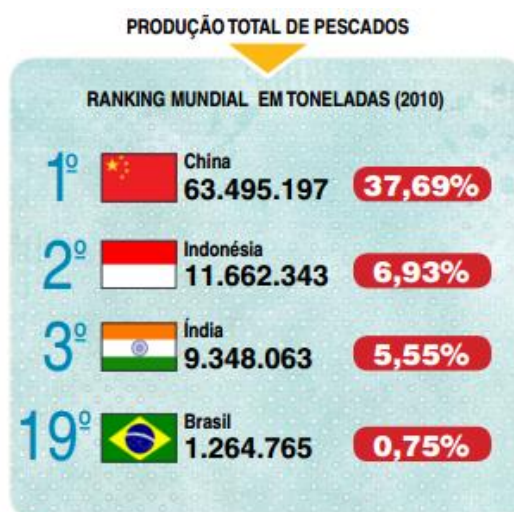 PRODUÇÃO TOTAL DE PESCADOS
RANKING MUNDIAL EM TONELADAS (2010)
1º China
63.495.197 37,69%
2º Indonésia
11.662.343 6,93%
3º Índia
9.348.063 5,55%
19º Brasil
1.264.765 0,75%